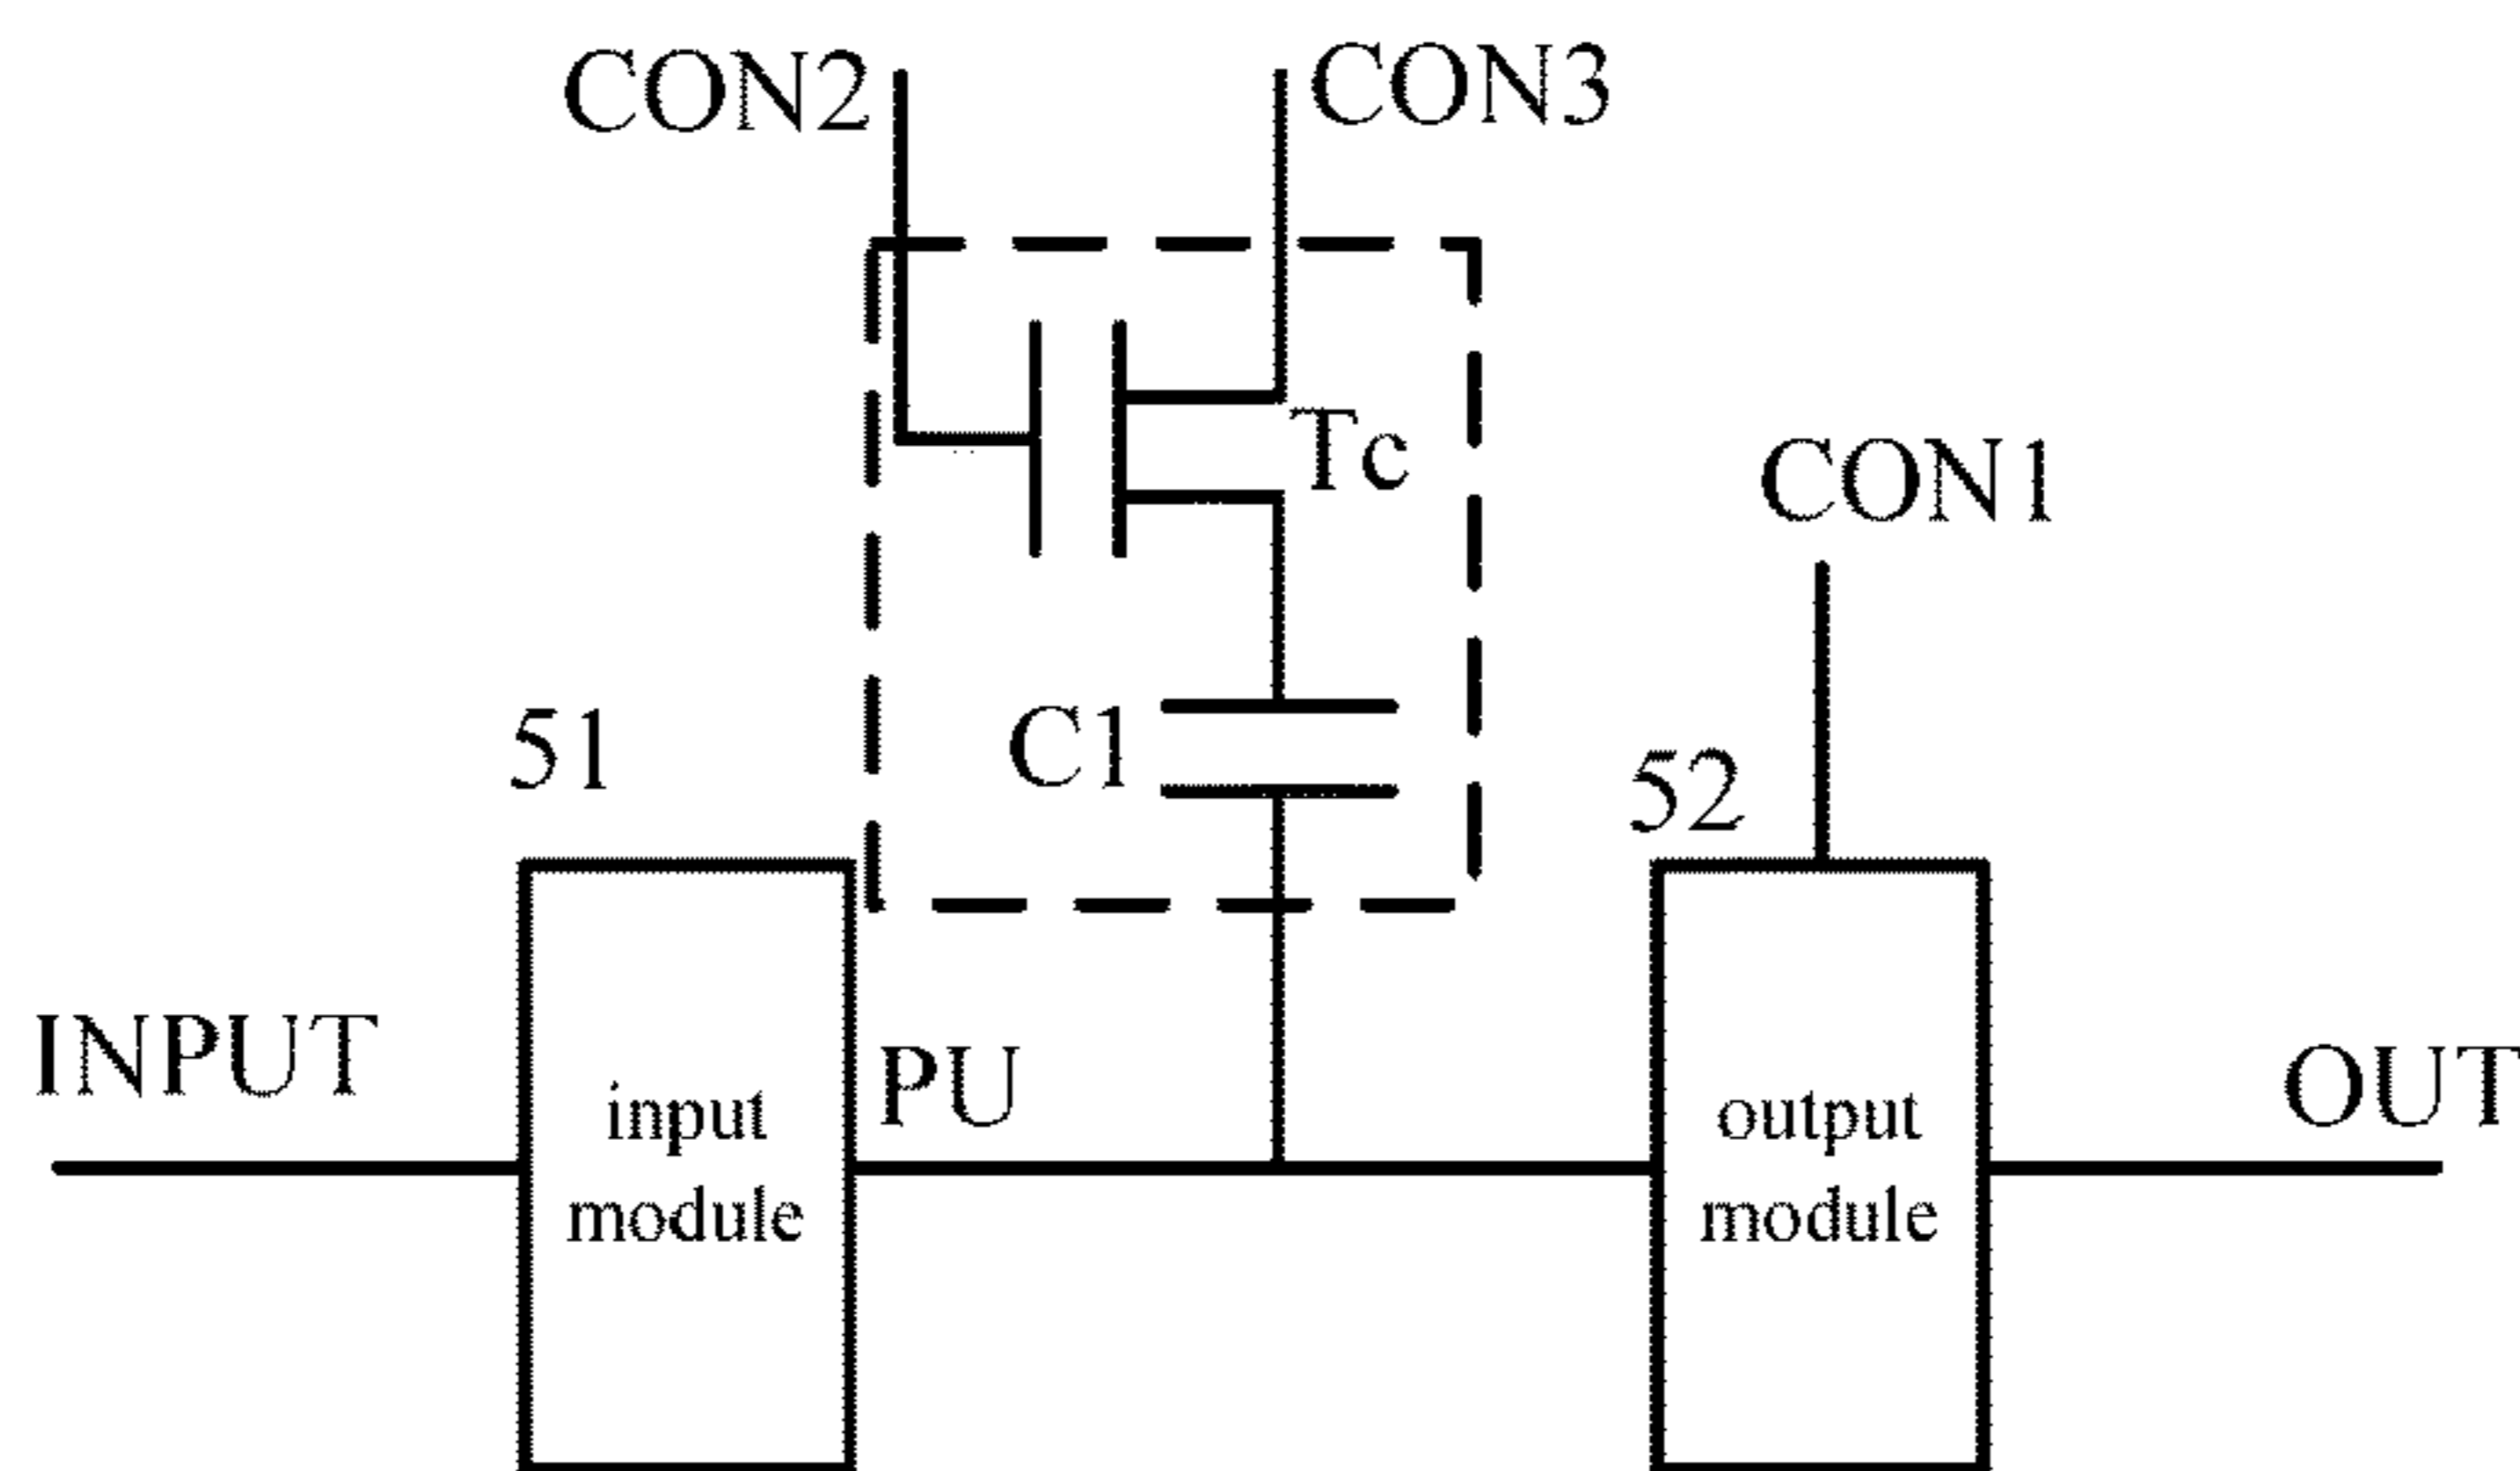 CON2
CON3
Tc
CON1
C1
51
52
INPUT
PU
OUT
input
module
output
module